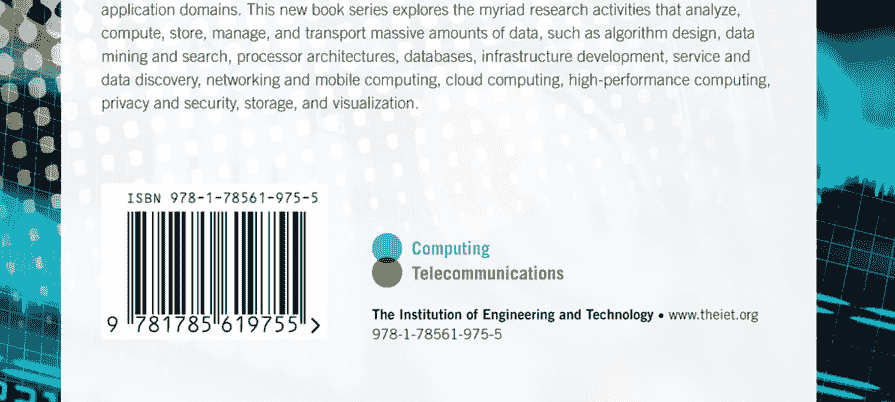 application domains. This new book series explores the myriad research activities that analyze,
compute, store, manage, and transport massive amounts of data, such as algorithm design, data
mining and search, processor architectures, databases, infrastructure development, service and
data discovery, networking and mobile computing, cloud computing, high-performance computing,
privacy and security, storage, and visualization.
ISBN 978-1-78561-975-5
9 781785 619755 >
Computing
Telecommunications
The Institution of Engineering and Technology • www.theiet.org
978-1-78561-975-5